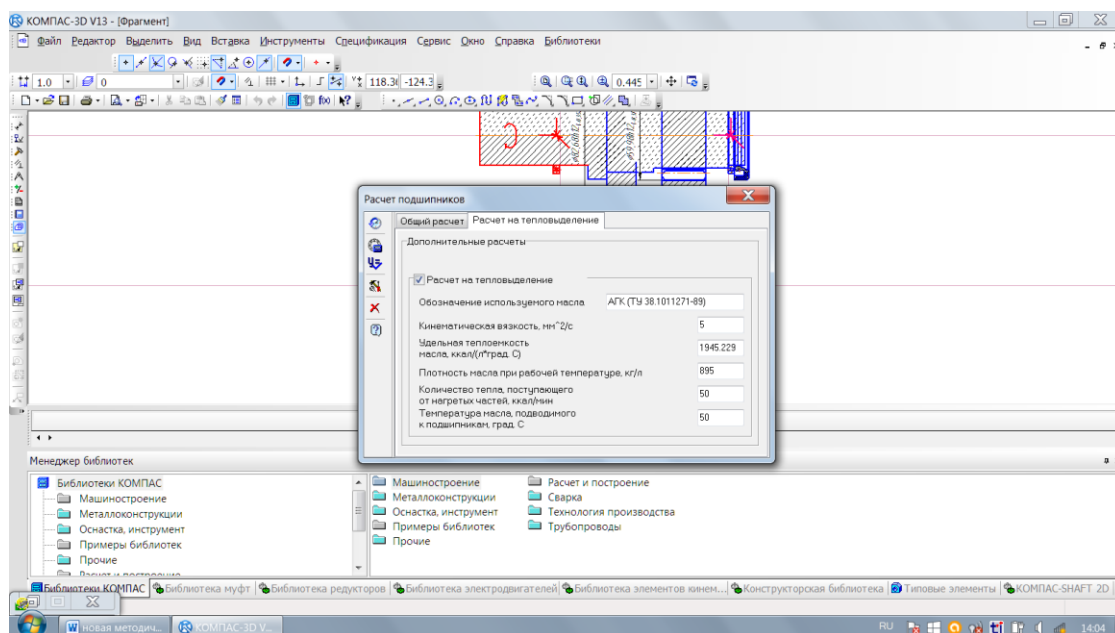 КОМПАС-3D V13 - [Фрагмент]
Файл Редактор Выделить Вид Вставка Инструменты Спецификация Сервис Окно Справка Библиотеки
1.0 0 118.3 -124.3 0.445
Расчет подшипников
Общий расчет Расчет на тепловыделение
Дополнительные расчеты
Расчет на тепловыделение
Обозначение используемого масла АГК (ТУ 38.1011271-89)
Кинематическая вязкость, мм^2/с 5
Удельная теплоемкость
масла, ккал/(л*град. С) 1945.229
Плотность масла при рабочей температуре, кг/л 895
Количество тепла, поступающего
от нагретых частей, ккал/мин 50
Температура масла, подводимого
к подшипникам, град. С 50
Менеджер библиотек
Библиотеки КОМПАС
Машиностроение
Металлоконструкции
Оснастка, инструмент
Примеры библиотек
Прочие
Расчет и построение
Машиностроение Расчет и построение
Металлоконструкции Сварка
Оснастка, инструмент Технология производства
Примеры библиотек Трубопроводы
Прочие
Библиотеки КОМПАС Библиотека муфт Библиотека редукторов Библиотека электродвигателей Библиотека элементов кинем... Конструкторская библиотека Типовые элементы КОМПАС-SHAFT 2D
новая методич... КОМПАС-3D V... RU 14:04